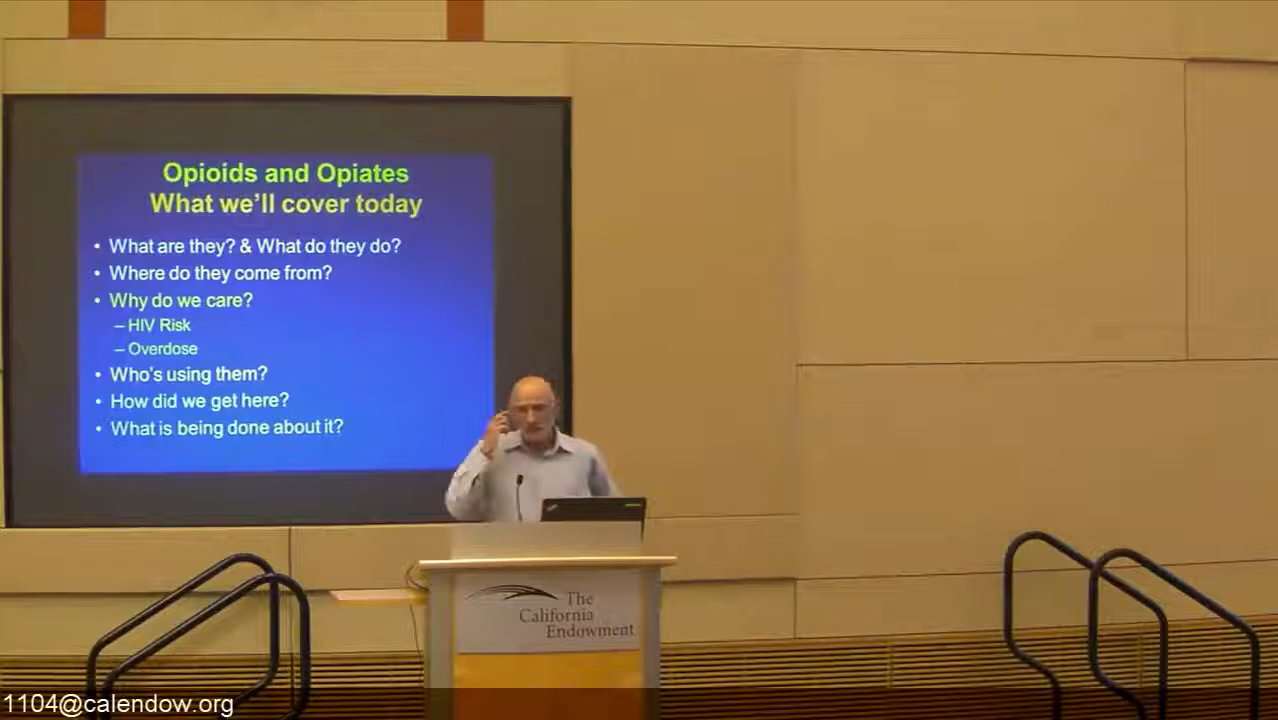 Opioids and Opiates
What we'll cover today
• What are they? & What do they do?
• Where do they come from?
• Why do we care?
– HIV Risk
– Overdose
• Who's using them?
• How did we get here?
• What is being done about it?
The
California
Endowment
1104@calendow.org